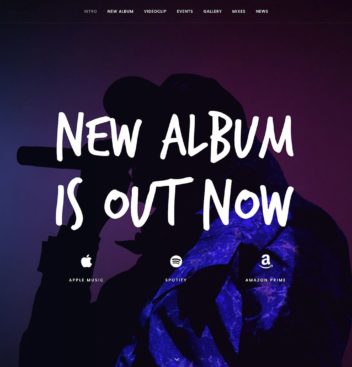 INTRO NEW ALBUM VIDEOCLIP EVENTS GALLERY MIXES NEWS
NEW ALBUM
IS OUT NOW
APPLE MUSIC SPOTIFY AMAZON PRIME